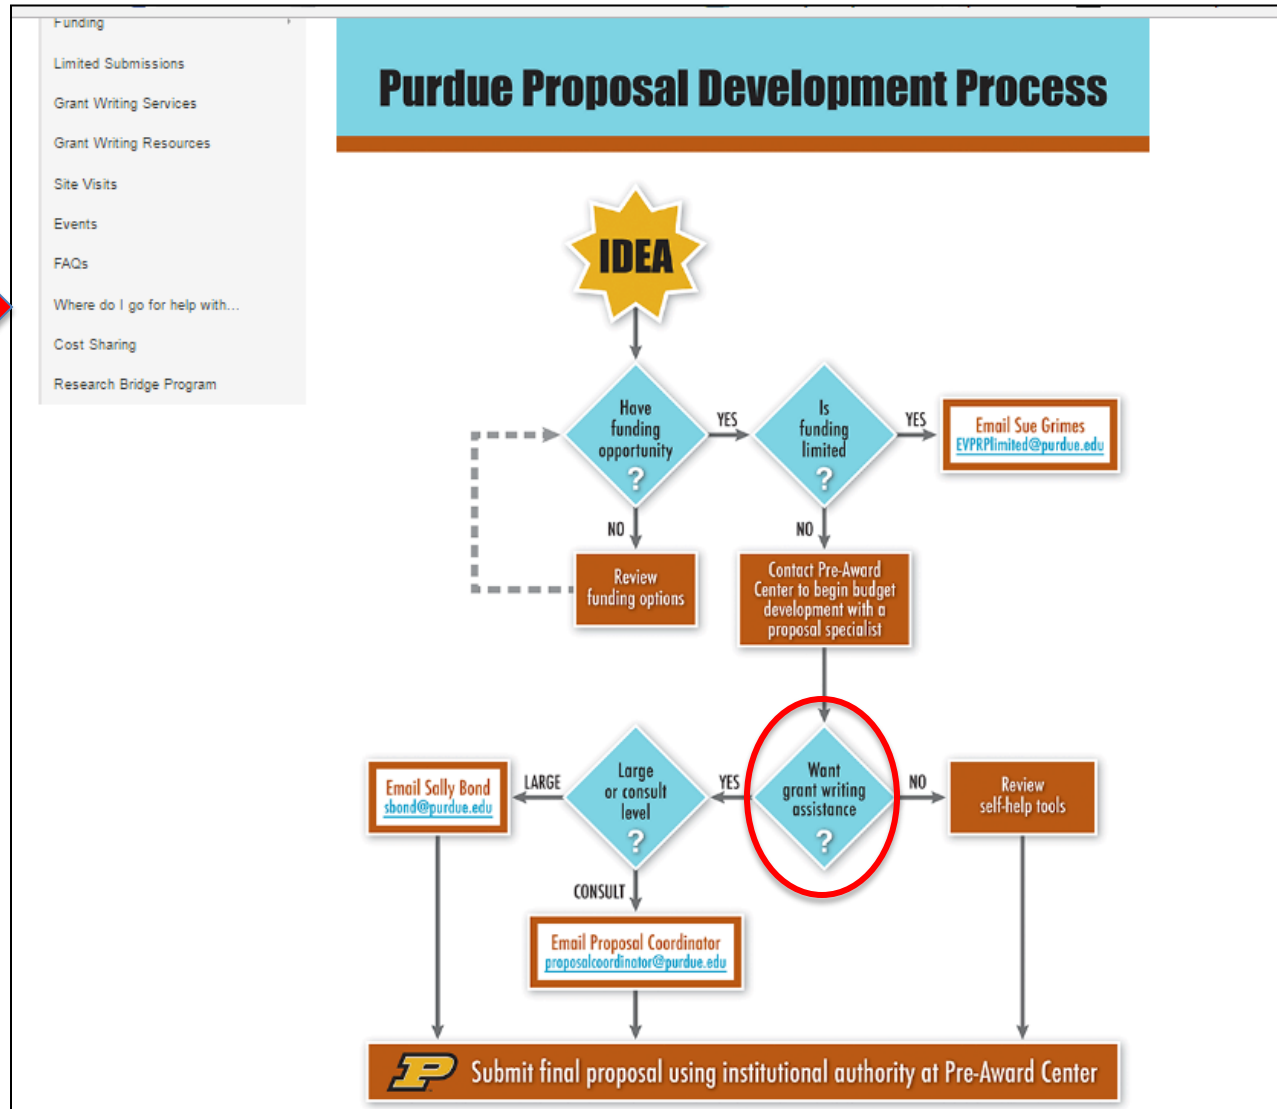 Funding
Limited Submissions
Grant Writing Services
Grant Writing Resources
Site Visits
Events
FAQs
Where do I go for help with...
Cost Sharing
Research Bridge Program
Purdue Proposal Development Process
IDEA
Have
funding
opportunity
?
YES
Is
funding
limited
?
YES
Email Sue Grimes
EVPRPlimited@purdue.edu
NO
NO
Review
funding options
Contact Pre-Award
Center to begin budget
development with a
proposal specialist
Email Sally Bond
sbond@purdue.edu
LARGE
Large
or consult
level
?
YES
Want
grant writing
assistance
?
NO
Review
self-help tools
CONSULT
Email Proposal Coordinator
proposalcoordinator@purdue.edu
P Submit final proposal using institutional authority at Pre-Award Center